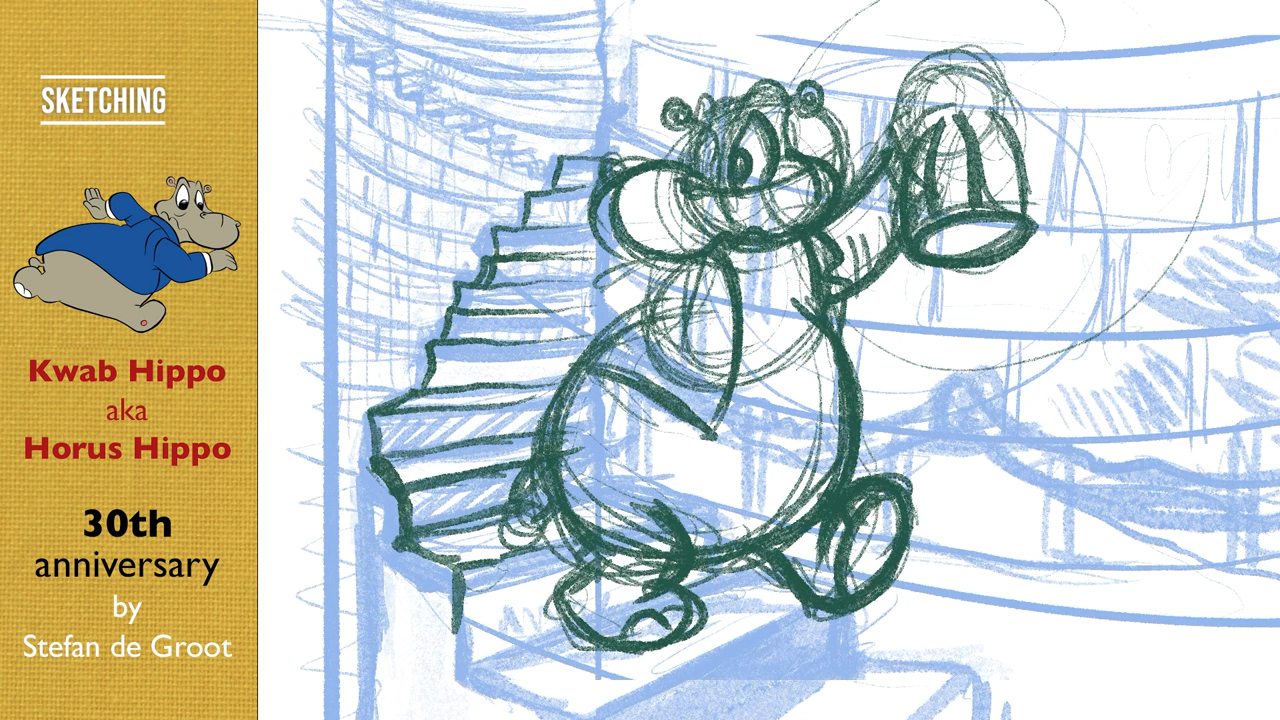 SKETCHING
Kwab Hippo
aka
Horus Hippo
30th
anniversary
by
Stefan de Groot